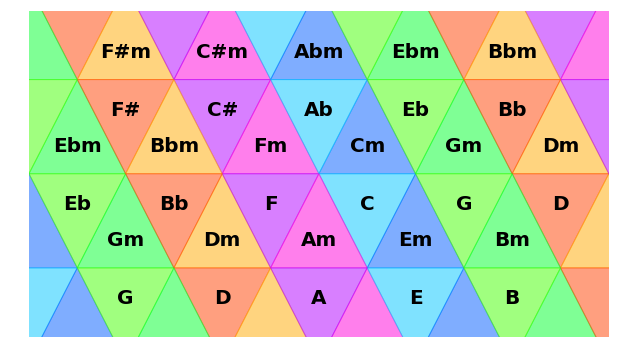 F#m C#m Abm Ebm Bbm
F# C# Ab Eb Bb
Ebm Bbm Fm Cm Gm Dm
Eb Bb F C G D
Gm Dm Am Em Bm
G D A E B